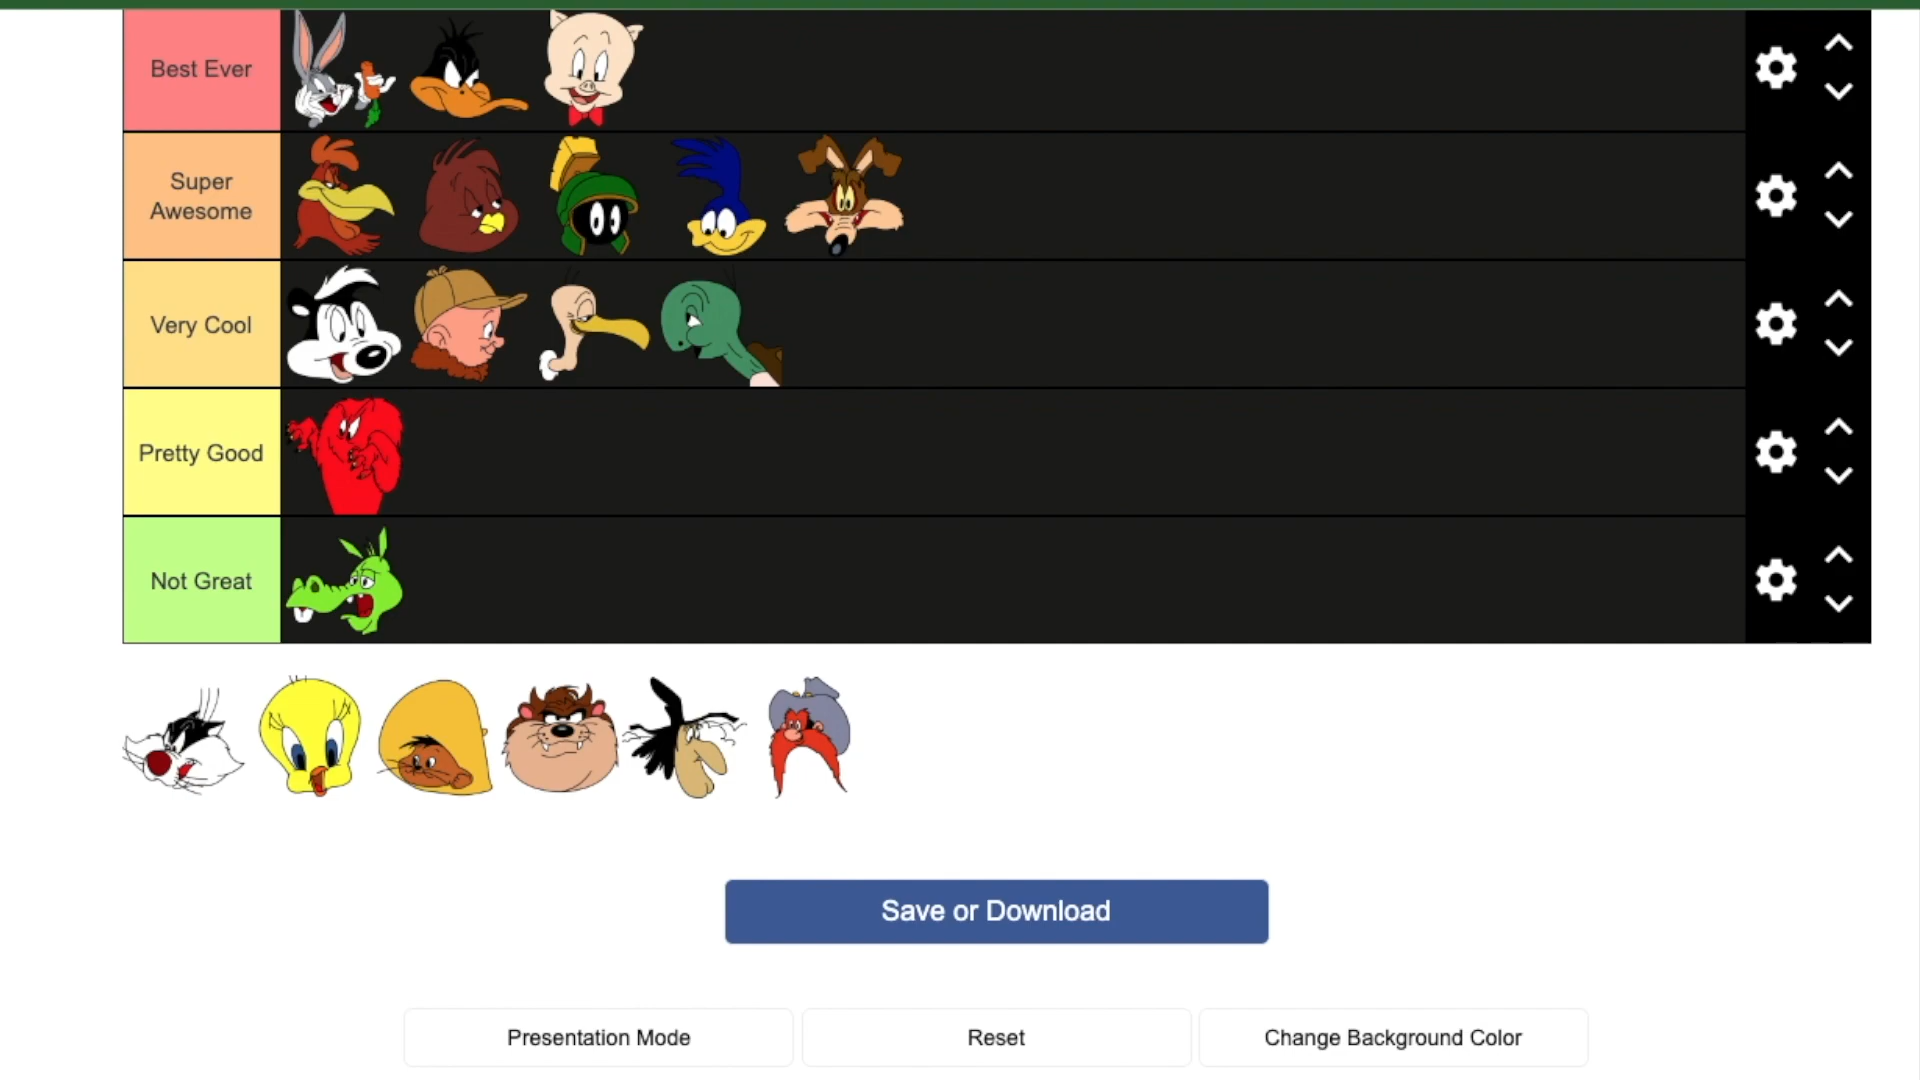 Best Ever
Super
Awesome
Very Cool
Pretty Good
Not Great
Save or Download
Presentation Mode
Reset
Change Background Color